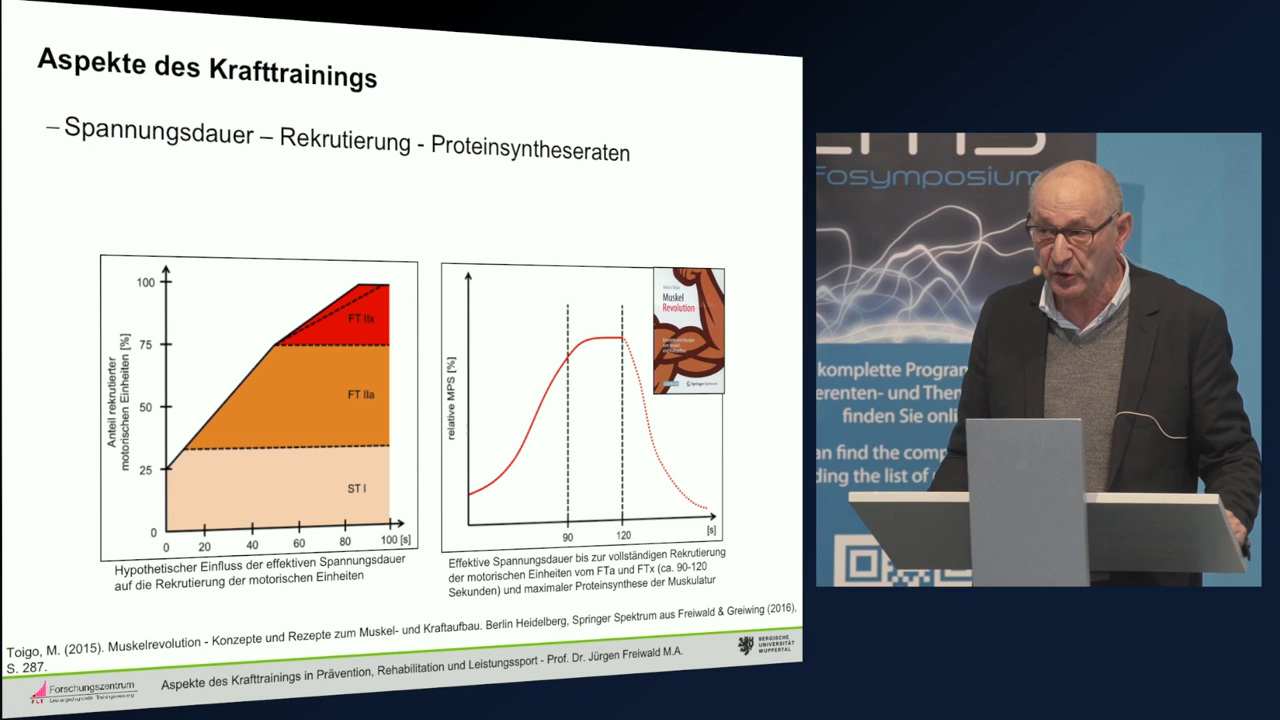 Aspekte des Krafttrainings
– Spannungsdauer – Rekrutierung - Proteinsyntheseraten
Anteil rekrutierter
motorischen Einheiten [%]
100
75
50
25
0
FT IIx
FT IIa
ST I
0 20 40 60 80 100 [s]
Hypothetischer Einfluss der effektiven Spannungsdauer
auf die Rekrutierung der motorischen Einheiten
relative MPS [%]
90 120 [s]
Muskel
Revolution
Effektive Spannungsdauer bis zur vollständigen Rekrutierung
der motorischen Einheiten vom FTa und FTx (ca. 90-120
Sekunden) und maximaler Proteinsynthese der Muskulatur
Toigo, M. (2015). Muskelrevolution - Konzepte und Rezepte zum Muskel- und Kraftaufbau. Berlin Heidelberg, Springer Spektrum aus Freiwald & Greiwing (2016).
S. 287.
Forschungszentrum
FLT
Aspekte des Krafttrainings in Prävention, Rehabilitation und Leistungssport - Prof. Dr. Jürgen Freiwald M.A.
BERGISCHE
UNIVERSITÄT
WUPPERTAL
osymposium
komplette Program
erenten- und Them
finden Sie onli
an find the comp
ding the list of